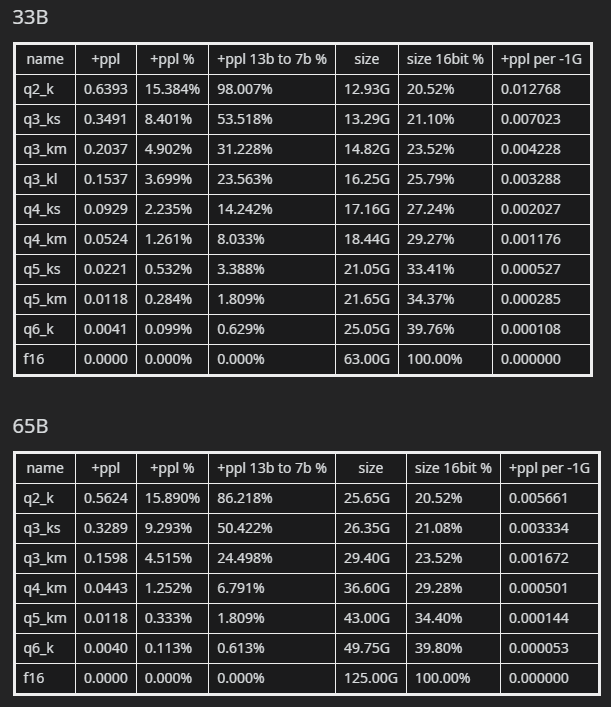 33B
name +ppl +ppl % +ppl 13b to 7b % size size 16bit % +ppl per -1G
q2_k 0.6393 15.384% 98.007% 12.93G 20.52% 0.012768
q3_ks 0.3491 8.401% 53.518% 13.29G 21.10% 0.007023
q3_km 0.2037 4.902% 31.228% 14.82G 23.52% 0.004228
q3_kl 0.1537 3.699% 23.563% 16.25G 25.79% 0.003288
q4_ks 0.0929 2.235% 14.242% 17.16G 27.24% 0.002027
q4_km 0.0524 1.261% 8.033% 18.44G 29.27% 0.001176
q5_ks 0.0221 0.532% 3.388% 21.05G 33.41% 0.000527
q5_km 0.0118 0.284% 1.809% 21.65G 34.37% 0.000285
q6_k 0.0041 0.099% 0.629% 25.05G 39.76% 0.000108
f16 0.0000 0.000% 0.000% 63.00G 100.00% 0.000000
65B
name +ppl +ppl % +ppl 13b to 7b % size size 16bit % +ppl per -1G
q2_k 0.5624 15.890% 86.218% 25.65G 20.52% 0.005661
q3_ks 0.3289 9.293% 50.422% 26.35G 21.08% 0.003334
q3_km 0.1598 4.515% 24.498% 29.40G 23.52% 0.001672
q4_km 0.0443 1.252% 6.791% 36.60G 29.28% 0.000501
q5_km 0.0118 0.333% 1.809% 43.00G 34.40% 0.000144
q6_k 0.0040 0.113% 0.613% 49.75G 39.80% 0.000053
f16 0.0000 0.000% 0.000% 125.00G 100.00% 0.000000